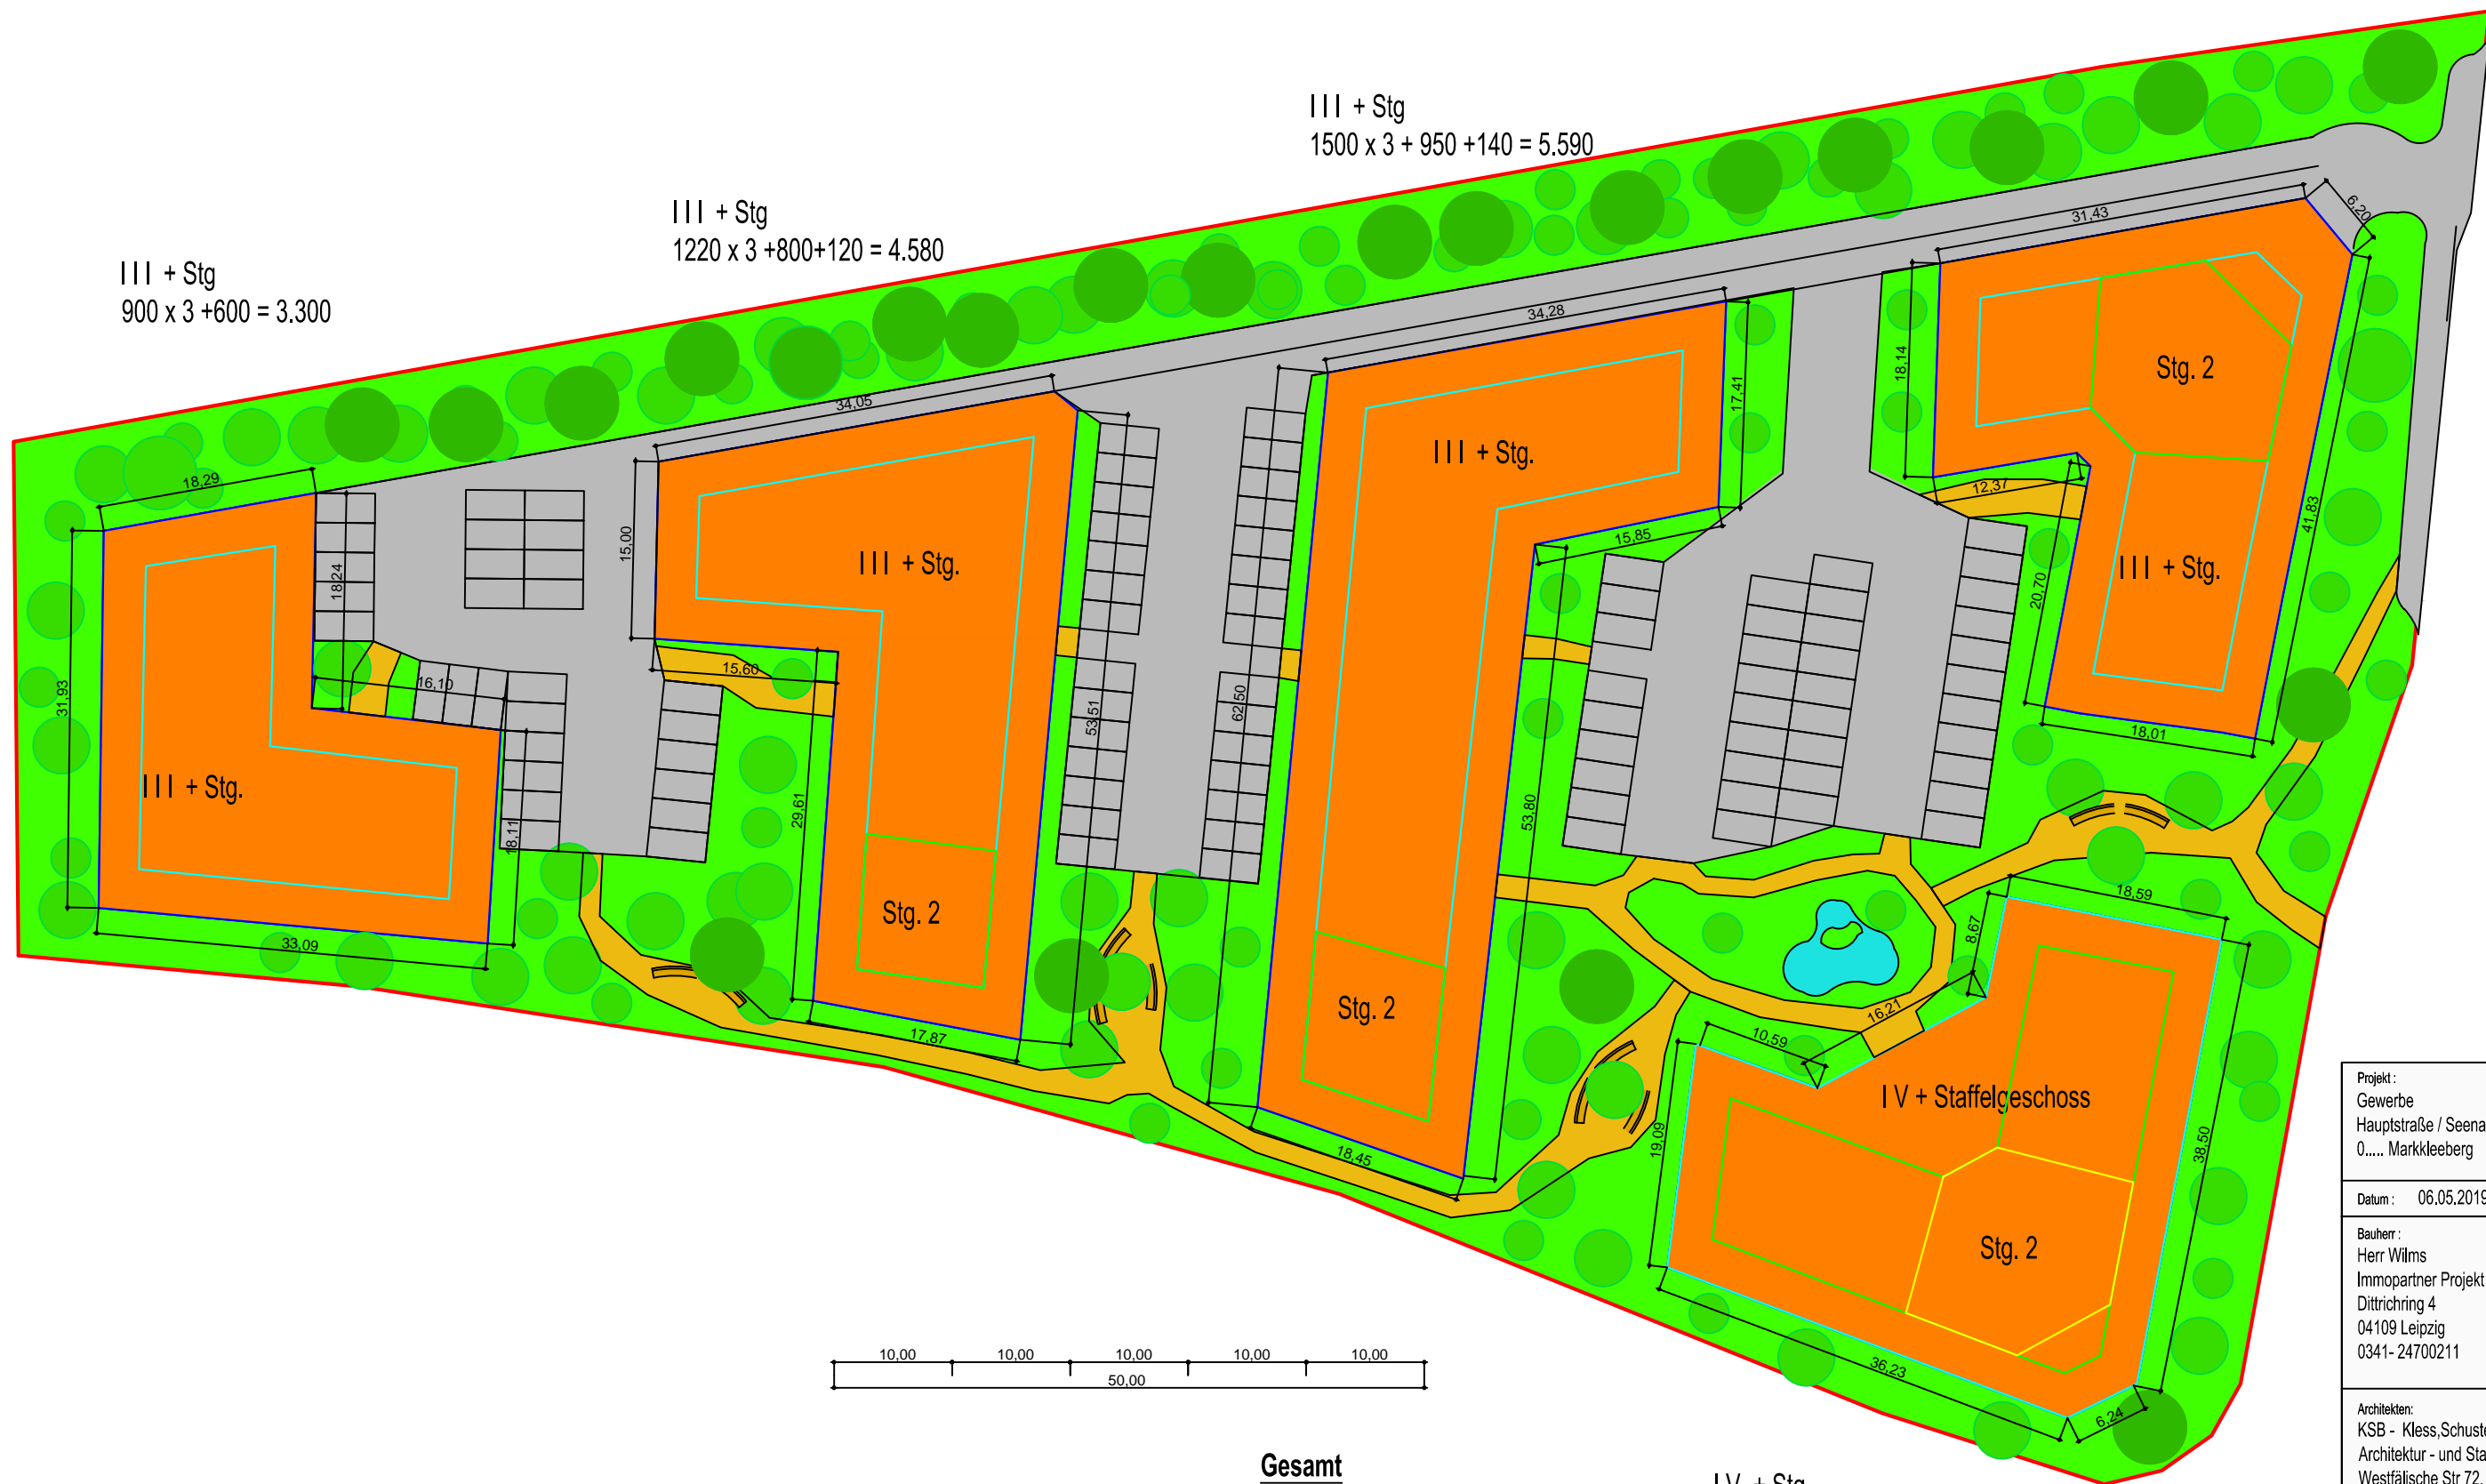 III + Stg
1500 x 3 + 950 +140 = 5.590
III + Stg
1220 x 3 +800+120 = 4.580
III + Stg
900 x 3 +600 = 3.300
18,29
18,24
31,93
16,10
18,11
33,09
III + Stg.
34,05
15,00
15,60
29,61
17,87
53,51
III + Stg.
Stg. 2
34,28
17,41
15,85
62,50
53,80
18,45
III + Stg.
Stg. 2
31,43
6,20
18,14
12,37
20,70
41,83
18,01
Stg. 2
III + Stg.
18,59
8,67
16,21
10,59
19,09
38,50
36,23
6,24
IV + Staffelgeschoss
Stg. 2
10,00 10,00 10,00 10,00 10,00
50,00
Gesamt
IV + Stg
Projekt :
Gewerbe
Hauptstraße / Seena
0..... Markkleeberg
Datum : 06.05.2019
Bauherr :
Herr Wilms
Immopartner Projekt
Dittrichring 4
04109 Leipzig
0341- 24700211
Architekten:
KSB - Kless,Schuste
Architektur - und Sta
Westfälische Str 72,